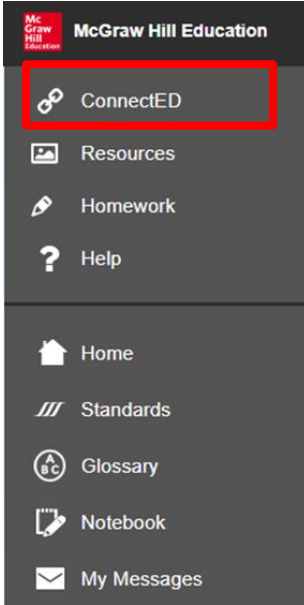 Mc
Graw
Hill
Education
McGraw Hill Education
ConnectED
Resources
Homework
? Help
Home
Standards
A
B C
Glossary
Notebook
My Messages